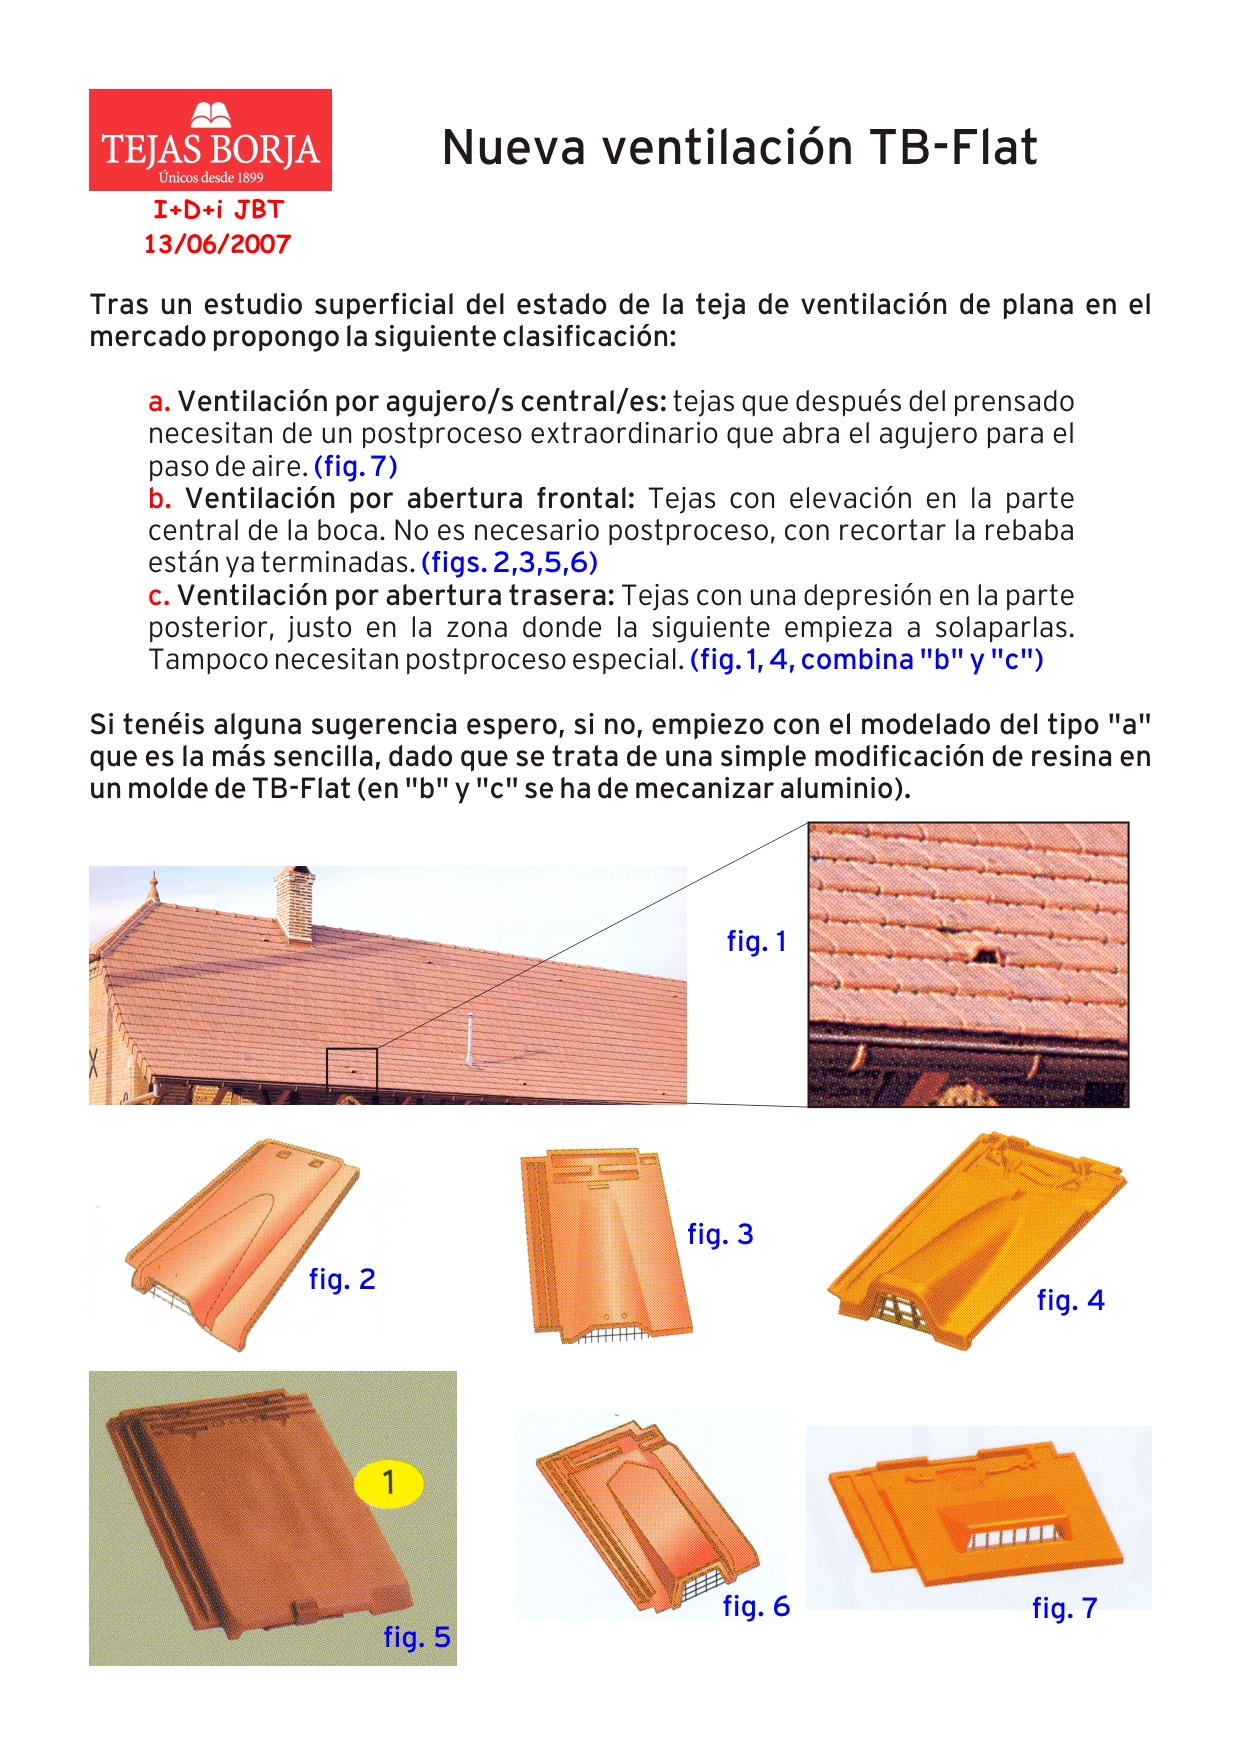 TEJAS BORJA
Únicos desde 1899
I+D+i JBT
13/06/2007
Nueva ventilación TB-Flat
Tras un estudio superficial del estado de la teja de ventilación de plana en el
mercado propongo la siguiente clasificación:
a. Ventilación por agujero/s central/es: tejas que después del prensado
necesitan de un postproceso extraordinario que abra el agujero para el
paso de aire. (fig. 7)
b. Ventilación por abertura frontal: Tejas con elevación en la parte
central de la boca. No es necesario postproceso, con recortar la rebaba
están ya terminadas. (figs. 2,3,5,6)
c. Ventilación por abertura trasera: Tejas con una depresión en la parte
posterior, justo en la zona donde la siguiente empieza a solaparlas.
Tampoco necesitan postproceso especial. (fig. 1, 4, combina "b" y "c")
Si tenéis alguna sugerencia espero, si no, empiezo con el modelado del tipo "a"
que es la más sencilla, dado que se trata de una simple modificación de resina en
un molde de TB-Flat (en "b" y "c" se ha de mecanizar aluminio).
fig. 1
fig. 2
fig. 3
fig. 4
1
fig. 5
fig. 6
fig. 7